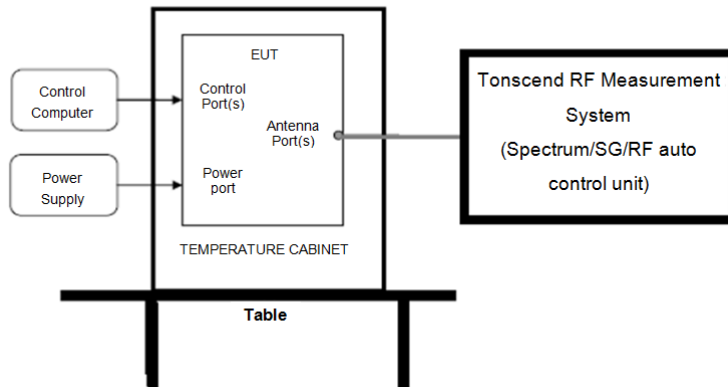 EUT
Control
Computer
Control
Port(s)
Antenna
Port(s)
Power
Supply
Power
port
TEMPERATURE CABINET
Table
Tonscend RF Measurement
System
(Spectrum/SG/RF auto
control unit)